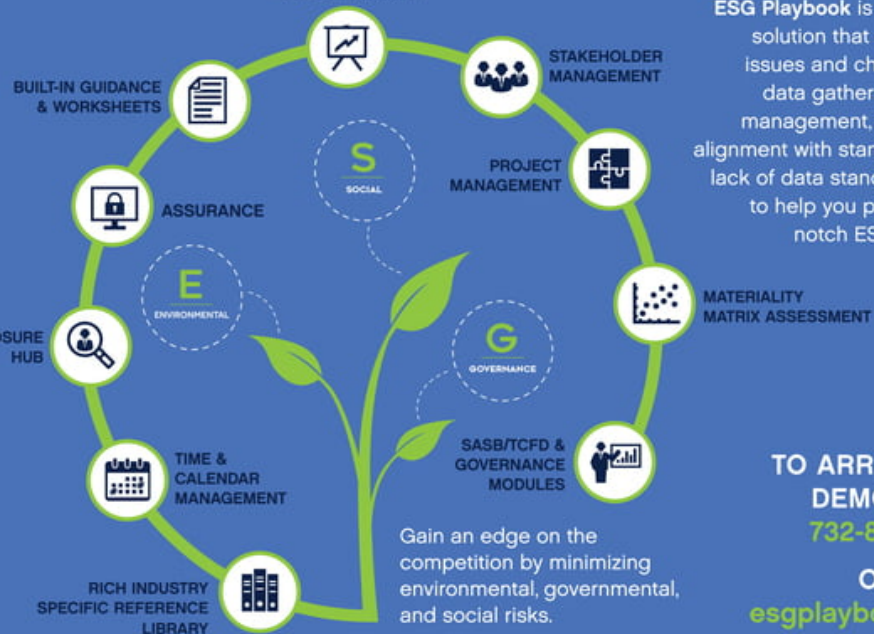 ESG Playbook is
solution that
issues and ch
data gather
management,
alignment with stan
lack of data stand
to help you p
notch ES
STAKEHOLDER
MANAGEMENT
BUILT-IN GUIDANCE
& WORKSHEETS
PROJECT
MANAGEMENT
S
SOCIAL
ASSURANCE
E
ENVIRONMENTAL
MATERIALITY
MATRIX ASSESSMENT
G
GOVERNANCE
OSURE
HUB
SASB/TCFD &
GOVERNANCE
MODULES
TIME &
CALENDAR
MANAGEMENT
Gain an edge on the
competition by minimizing
environmental, governmental,
and social risks.
RICH INDUSTRY
SPECIFIC REFERENCE
LIBRARY
TO ARR
DEMO
732-8
O
esgplaybo